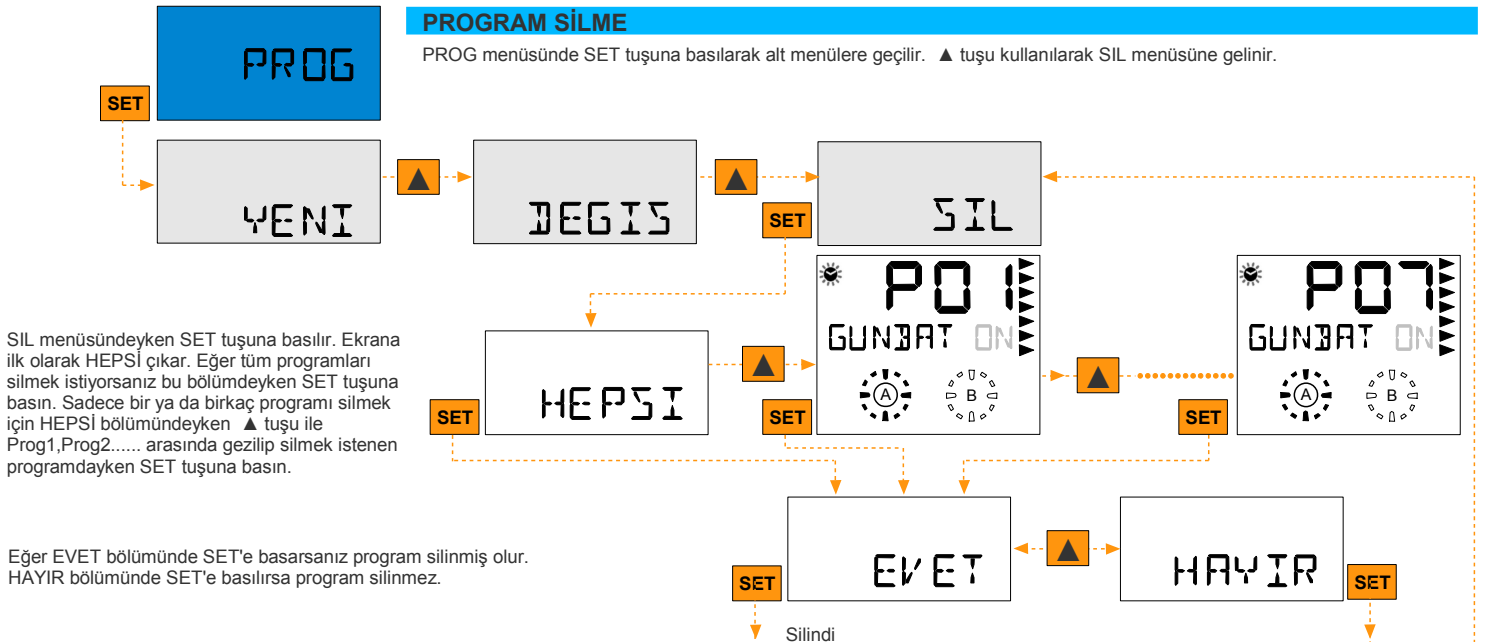 PROGRAM SİLME
PROG menüsünde SET tuşuna basılarak alt menülere geçilir. ▲ tuşu kullanılarak SIL menüsüne gelinir.
PROG
SET
YENI
▲
DEGIS
▲
SIL
SET
SIL menüsündeyken SET tuşuna basılır. Ekrana
ilk olarak HEPSİ çıkar. Eğer tüm programları
silmek istiyorsanız bu bölümdeyken SET tuşuna
basın. Sadece bir ya da birkaç programı silmek
için HEPSİ bölümündeyken ▲ tuşu ile
Prog1,Prog2...... arasında gezilip silmek istenen
programdayken SET tuşuna basın.
HEPSI
SET
▲
P01
GUNBAT ON
A B
SET
▲
P07
GUNBAT ON
A B
SET
Eğer EVET bölümünde SET'e basarsanız program silinmiş olur.
HAYIR bölümünde SET'e basılırsa program silinmez.
EVET
SET
▲
HAYIR
SET
Silindi